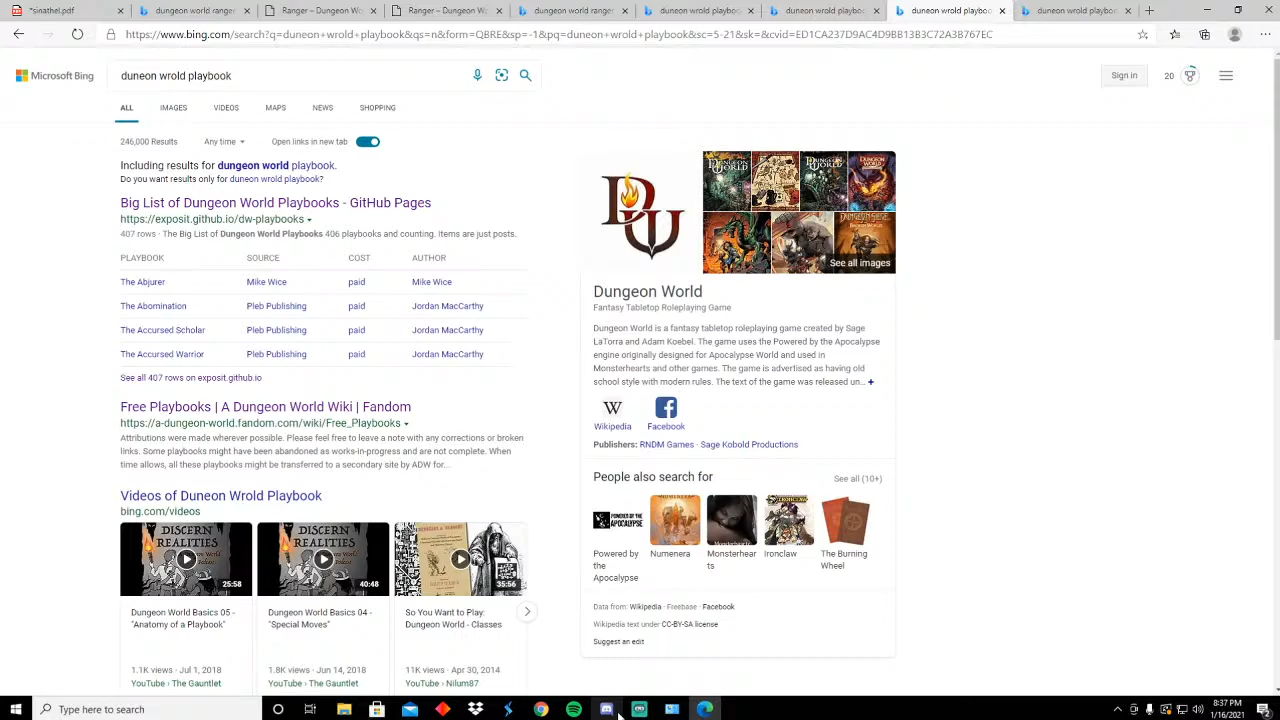 *sinathel.pdf
Ranger - Wa
*Ranger - Wa
dungeon world ranger
dungeon world playbo
dungeon world playbo
dungeon world playbo
duneon wrold playbo
https://www.bing.com/search?q=duneon+wrold+playbook&qs=n&form=QBRE&sp=-1&pq=duneon+wrold+playbook&sc=5-21&sk=&cvid=ED1CA237D9AC4D9BB13B3C72A3B767EC
Microsoft Bing
duneon wrold playbook
Sign in
20
ALL
IMAGES
VIDEOS
MAPS
NEWS
SHOPPING
246,000 Results
Any time
Open links in new tab
Including results for dungeon world playbook.
Do you want results only for duneon wrold playbook?
Big List of Dungeon World Playbooks - GitHub Pages
https://exposit.github.io/dw-playbooks
407 rows · The Big List of Dungeon World Playbooks 406 playbooks and counting. Items are just posts.
PLAYBOOK SOURCE COST AUTHOR
The Abjurer Mike Wice paid Mike Wice
The Abomination Pleb Publishing paid Jordan MacCarthy
The Accursed Scholar Pleb Publishing paid Jordan MacCarthy
The Accursed Warrior Pleb Publishing paid Jordan MacCarthy
See all 407 rows on exposit.github.io
Free Playbooks | A Dungeon World Wiki | Fandom
https://a-dungeon-world.fandom.com/wiki/Free_Playbooks
Attributions were made wherever possible. Please feel free to leave a note with any corrections or broken
links. Some playbooks might have been abandoned as works-in-progress and are not complete. When
time allows, all these playbooks might be transferred to a secondary site by ADW for...
Videos of Duneon Wrold Playbook
bing.com/videos
DISCERN
REALITIES
25:58
DISCERN
REALITIES
40:48
35:56
Dungeon World Basics 05 -
"Anatomy of a Playbook"
1.1K views · Jul 1, 2018
YouTube › The Gauntlet
Dungeon World Basics 04 -
"Special Moves"
1.8K views · Jun 14, 2018
YouTube › The Gauntlet
So You Want to Play:
Dungeon World - Classes
11K views · Apr 30, 2014
YouTube › Nilum87
DW
See all images
Dungeon World
Fantasy Tabletop Roleplaying Game
Dungeon World is a fantasy tabletop roleplaying game created by Sage
LaTorra and Adam Koebel. The game uses the Powered by the Apocalypse
engine originally designed for Apocalypse World and used in
Monsterhearts and other games. The game is advertised as having old
school style with modern rules. The text of the game was released un... +
W
Wikipedia
Facebook
Publishers: RNDM Games · Sage Kobold Productions
People also search for
See all (10+)
Powered by
the
Apocalypse
Numenera
Monsterhear
ts
Ironclaw
The Burning
Wheel
Data from: Wikipedia · Freebase · Facebook
Wikipedia text under CC-BY-SA license
Suggest an edit
Type here to search
8:37 PM
1/16/2021
2